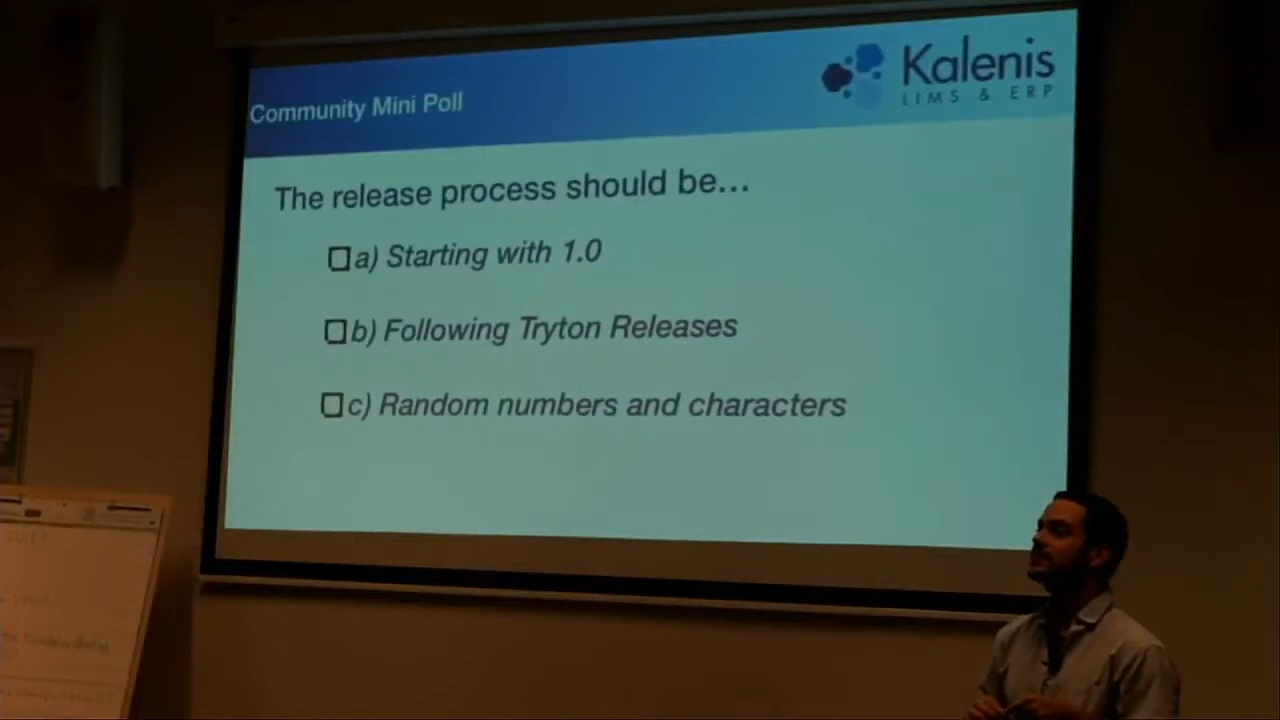 Community Mini Poll
Kalenis
LIMS & ERP
The release process should be...
a) Starting with 1.0
b) Following Tryton Releases
c) Random numbers and characters